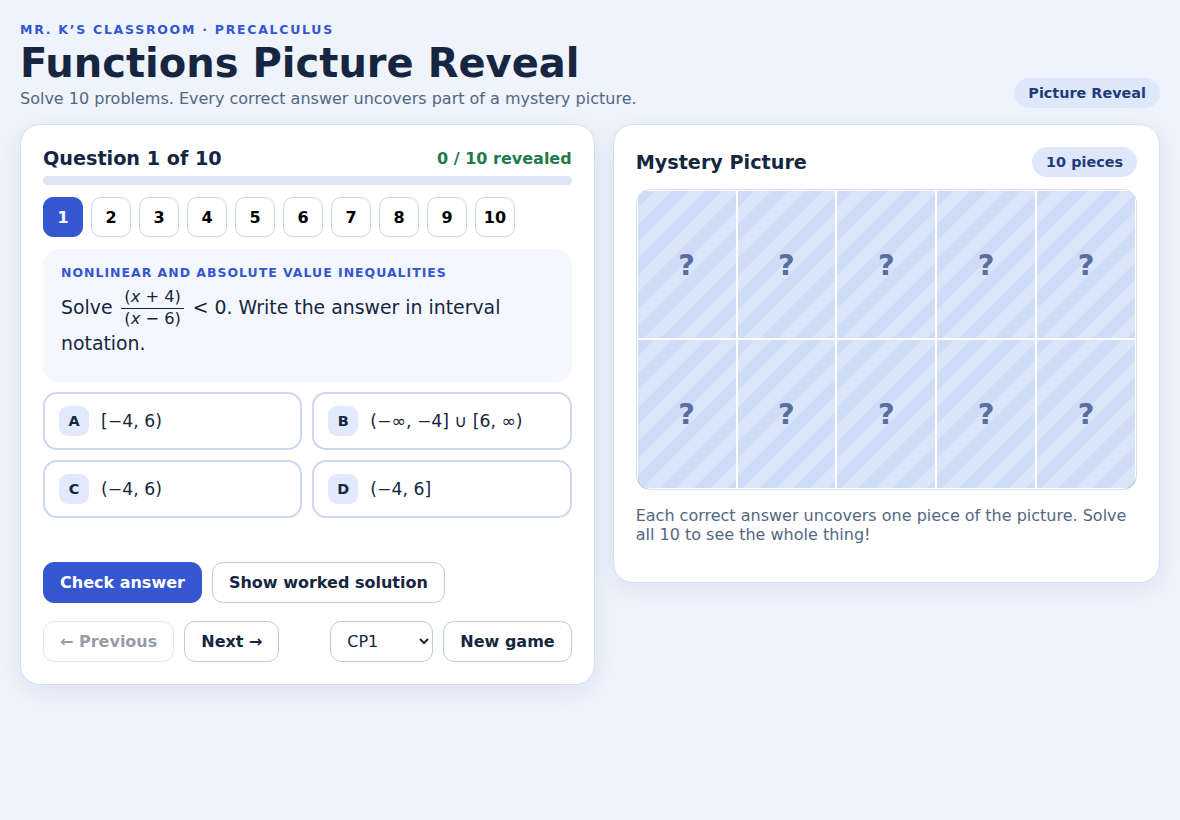 MR. K’S CLASSROOM · PRECALCULUS
Functions Picture Reveal
Solve 10 problems. Every correct answer uncovers part of a mystery picture.
Picture Reveal
Question 1 of 10
0 / 10 revealed
1 2 3 4 5 6 7 8 9 10
NONLINEAR AND ABSOLUTE VALUE INEQUALITIES
Solve (x + 4)/(x − 6) < 0. Write the answer in interval
notation.
A [−4, 6)
B (−∞, −4] ∪ [6, ∞)
C (−4, 6)
D (−4, 6]
Check answer
Show worked solution
← Previous
Next →
CP1
New game
Mystery Picture
10 pieces
? ? ? ? ?
? ? ? ? ?
Each correct answer uncovers one piece of the picture. Solve
all 10 to see the whole thing!